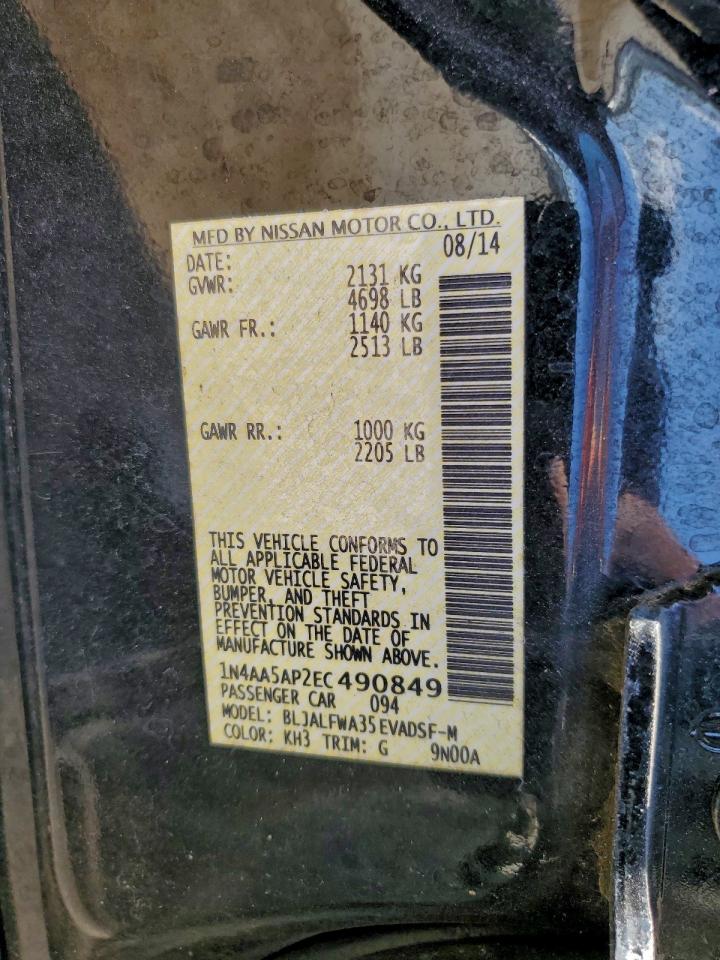 MFD BY NISSAN MOTOR CO., LTD.
DATE: 08/14
GVWR: 2131 KG
4698 LB
GAWR FR.: 1140 KG
2513 LB
GAWR RR.: 1000 KG
2205 LB
THIS VEHICLE CONFORMS TO
ALL APPLICABLE FEDERAL
MOTOR VEHICLE SAFETY,
BUMPER, AND THEFT
PREVENTION STANDARDS IN
EFFECT ON THE DATE OF
MANUFACTURE SHOWN ABOVE.
1N4AA5AP2EC490849
PASSENGER CAR 094
MODEL: BLJALFWA35EVADSF-M
COLOR: KH3 TRIM: G 9N00A